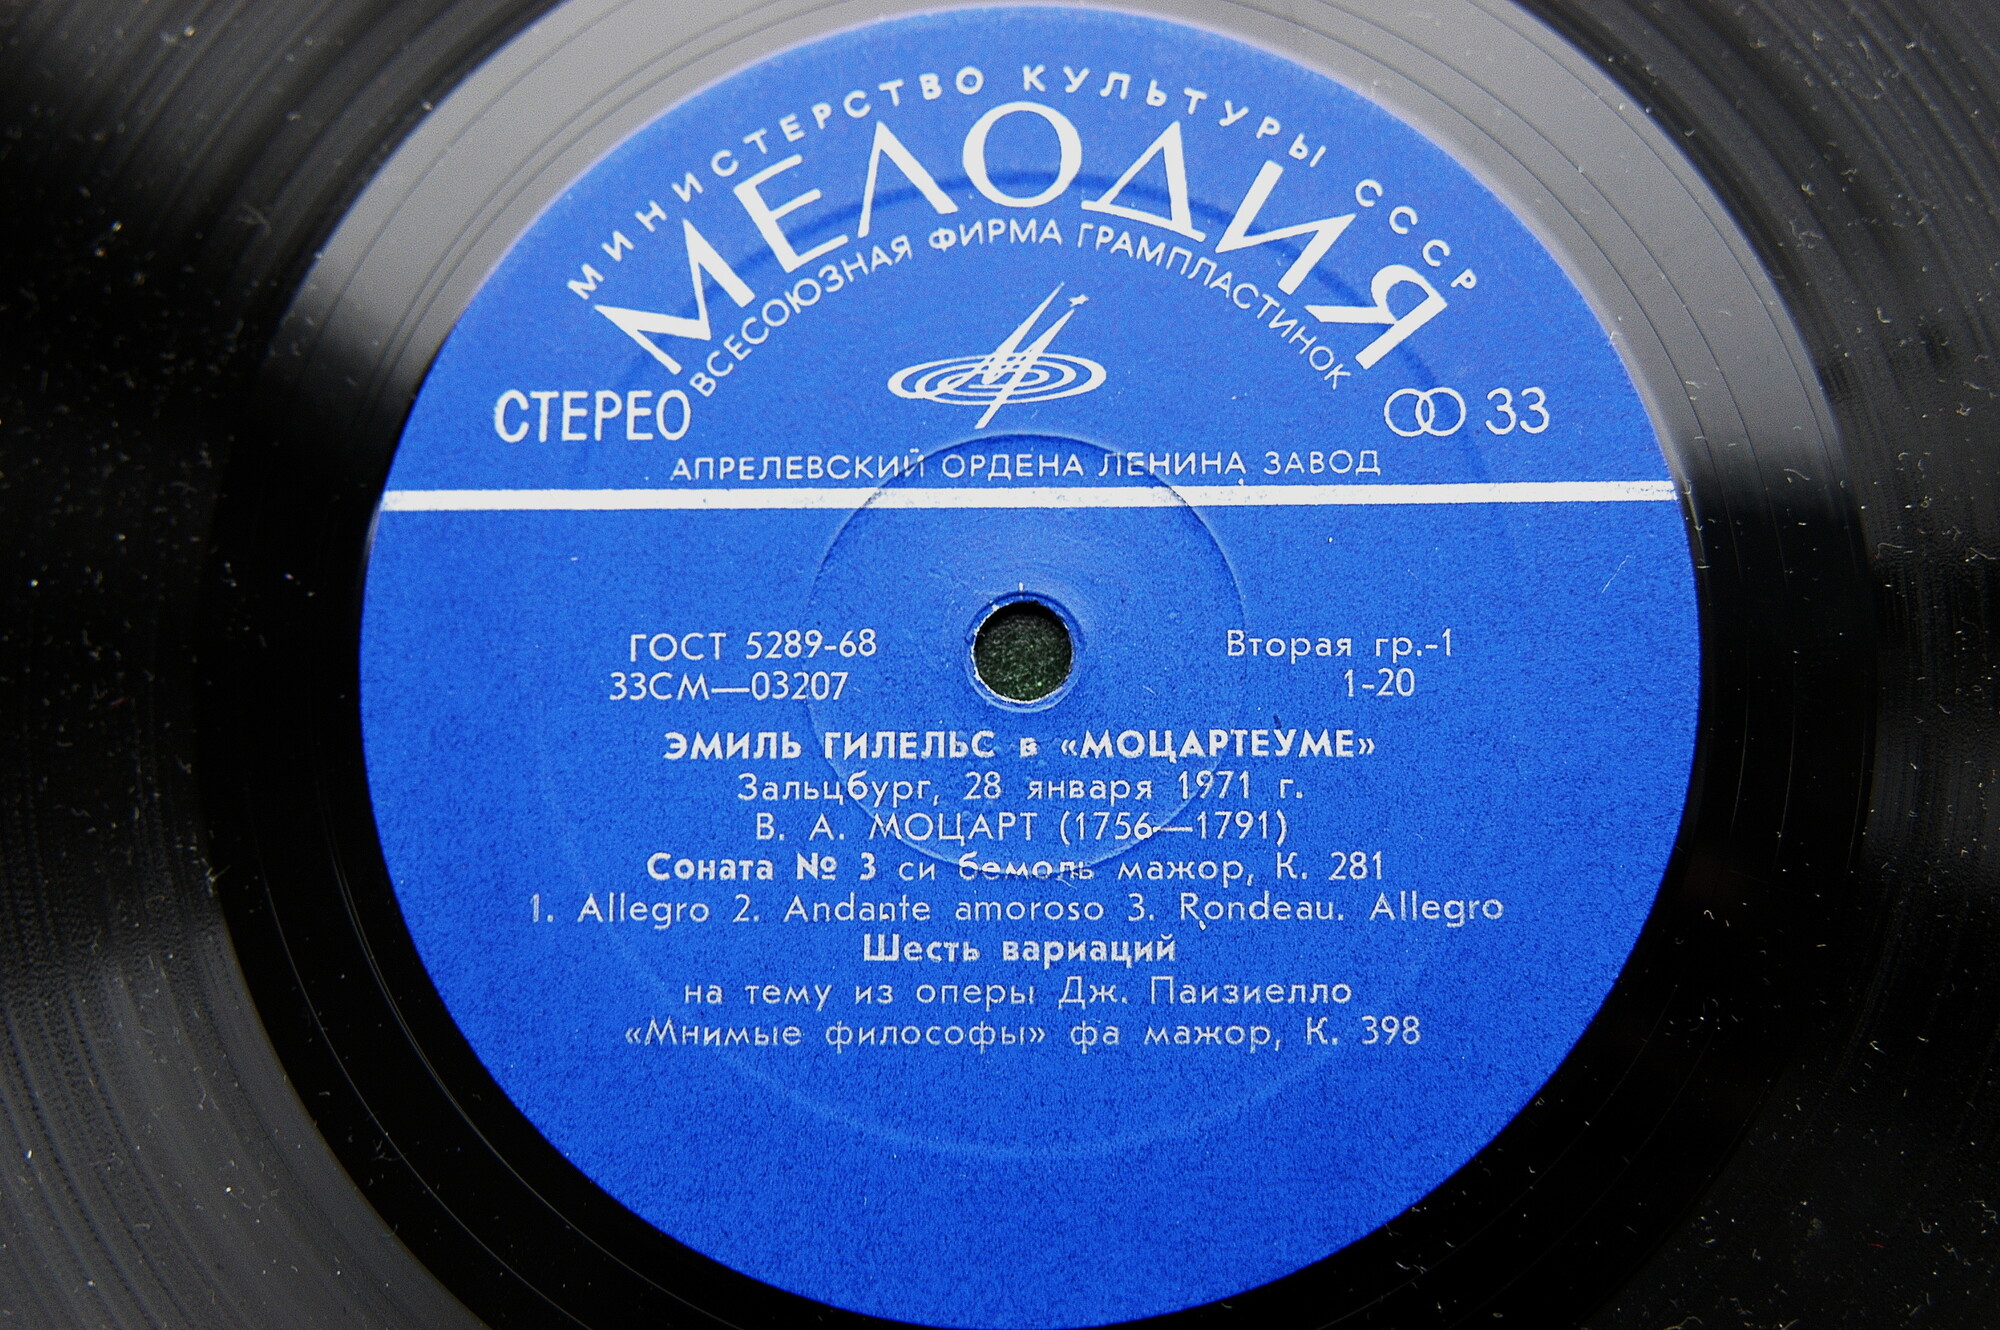 МИНИСТЕРСТВО КУЛЬТУРЫ СССР
МЕЛОДИЯ
ВСЕСОЮЗНАЯ ФИРМА ГРАМПЛАСТИНОК
СТЕРЕО
33
АПРЕЛЕВСКИЙ ОРДЕНА ЛЕНИНА ЗАВОД
ГОСТ 5289-68
Вторая гр.-1
33СМ—03207
1-20
ЭМИЛЬ ГИЛЕЛЬС в «МОЦАРТЕУМЕ»
Зальцбург, 28 января 1971 г.
В. А. МОЦАРТ (1756—1791)
Соната № 3 си бемоль мажор, К. 281
1. Allegro 2. Andante amoroso 3. Rondeau. Allegro
Шесть вариаций
на тему из оперы Дж. Паизиелло
«Мнимые философы» фа мажор, К. 398